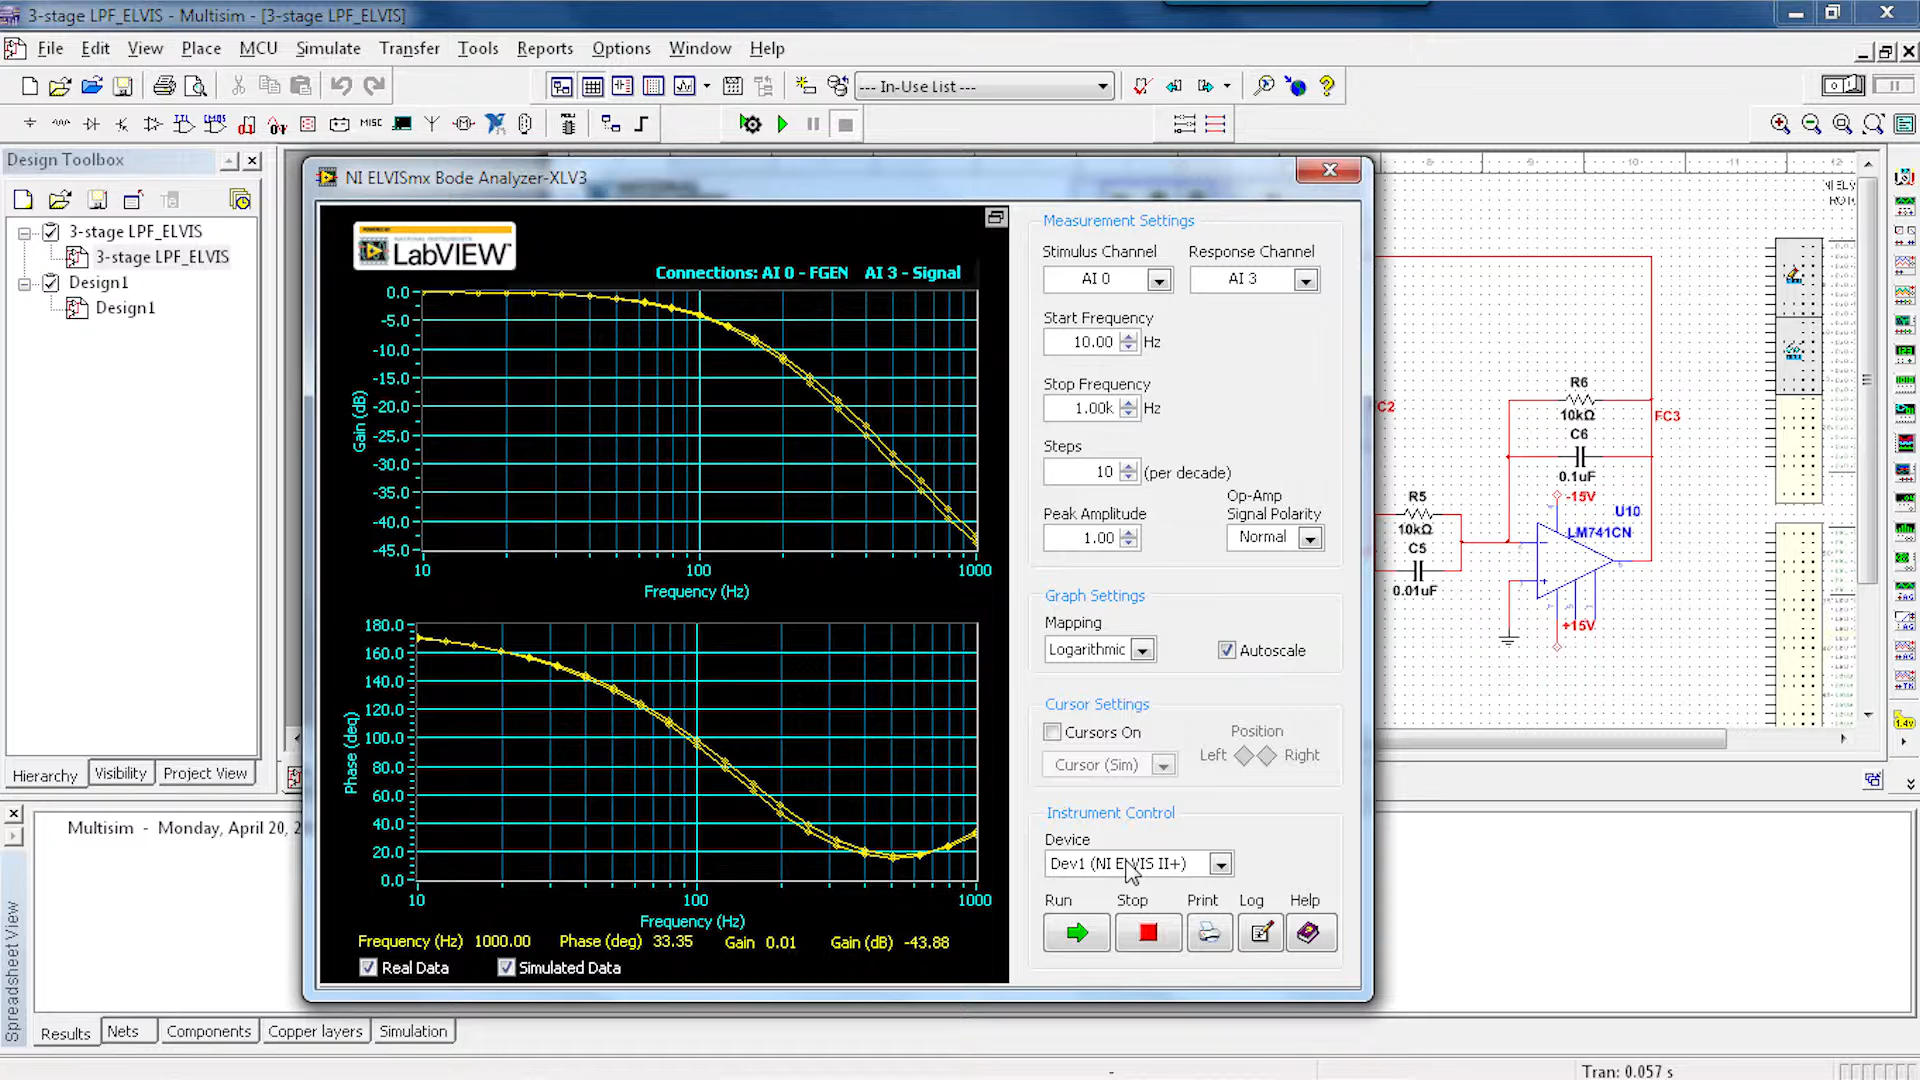 3-stage LPF_ELVIS - Multisim - [3-stage LPF_ELVIS]
File Edit View Place MCU Simulate Transfer Tools Reports Options Window Help
--- In-Use List ---
MISC
Design Toolbox
3-stage LPF_ELVIS
3-stage LPF_ELVIS
Design1
Design1
Hierarchy Visibility Project View
NI ELVISmx Bode Analyzer-XLV3
LabVIEW
Connections: AI 0 - FGEN AI 3 - Signal
0.0
-5.0
-10.0
-15.0
-20.0
-25.0
-30.0
-35.0
-40.0
-45.0
Gain (dB)
10 100 1000
Frequency (Hz)
180.0
160.0
140.0
120.0
100.0
80.0
60.0
40.0
20.0
0.0
Phase (deg)
10 100 1000
Frequency (Hz)
Frequency (Hz) 1000.00 Phase (deg) 33.35 Gain 0.01 Gain (dB) -43.88
Real Data Simulated Data
Measurement Settings
Stimulus Channel Response Channel
AI 0 AI 3
Start Frequency
10.00 Hz
Stop Frequency
1.00k Hz
Steps
10 (per decade)
Peak Amplitude
1.00
Op-Amp
Signal Polarity
Normal
Graph Settings
Mapping
Logarithmic Autoscale
Cursor Settings
Cursors On Position
Cursor (Sim) Left Right
Instrument Control
Device
Dev1 (NI ELVIS II+)
Run Stop Print Log Help
R6
10kΩ
C6
0.1uF
FC3
-15V
R5
10kΩ
C5
0.01uF
U10
LM741CN
+15V
Multisim - Monday, April 20, 2
Spreadsheet View
Results Nets Components Copper layers Simulation
- Tran: 0.057 s